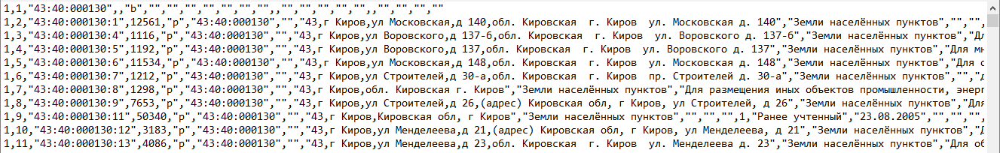 1,1,"43:40:000130",,"b","","","","","","","",,"","","","","","",,"","","","",""
1,2,"43:40:000130:1",12561,"p","43:40:000130","","43,г Киров,ул Московская,д 140,обл. Кировская  г. Киров  ул. Московская д. 140","Земли населённых пунктов","","",
1,3,"43:40:000130:4",1116,"p","43:40:000130","","43,г Киров,ул Воровского,д 137-б,обл. Кировская  г. Киров  ул. Воровского д. 137-б","Земли населённых пунктов","Дл
1,4,"43:40:000130:5",1192,"p","43:40:000130","","43,г Киров,ул Воровского,д 137,обл. Кировская  г. Киров  ул. Воровского д. 137","Земли населённых пунктов","Для мн
1,5,"43:40:000130:6",11534,"p","43:40:000130","","43,г Киров,ул Московская,д 148,обл. Кировская  г. Киров  ул. Московская д. 148","Земли населённых пунктов","Для о
1,6,"43:40:000130:7",1212,"p","43:40:000130","","43,г Киров,ул Строителей,д 30-а,обл. Кировская  г. Киров  пр. Строителей д. 30-а","Земли населённых пунктов","","д
1,7,"43:40:000130:8",1298,"p","43:40:000130","","43,г Киров,обл. Кировская г. Киров","Земли населённых пунктов","Для размещения иных объектов промышленности, энерг
1,8,"43:40:000130:9",7653,"p","43:40:000130","","43,г Киров,ул Строителей,д 26,(адрес) Кировская обл, г Киров, ул Строителей, д 26","Земли населённых пунктов","Для
1,9,"43:40:000130:11",50340,"p","43:40:000130","","43,г Киров,Кировская обл, г Киров","Земли населённых пунктов","","","",1,"Ранее учтенный","23.08.2005","","","",
1,10,"43:40:000130:12",3183,"p","43:40:000130","","43,г Киров,ул Менделеева,д 21,(адрес) Кировская обл, г Киров, ул Менделеева, д 21","Земли населённых пунктов","Д
1,11,"43:40:000130:13",4086,"p","43:40:000130","","43,г Киров,ул Менделеева,д 23,обл. Кировская  г. Киров  ул. Менделеева д. 23","Земли населённых пунктов","Для об